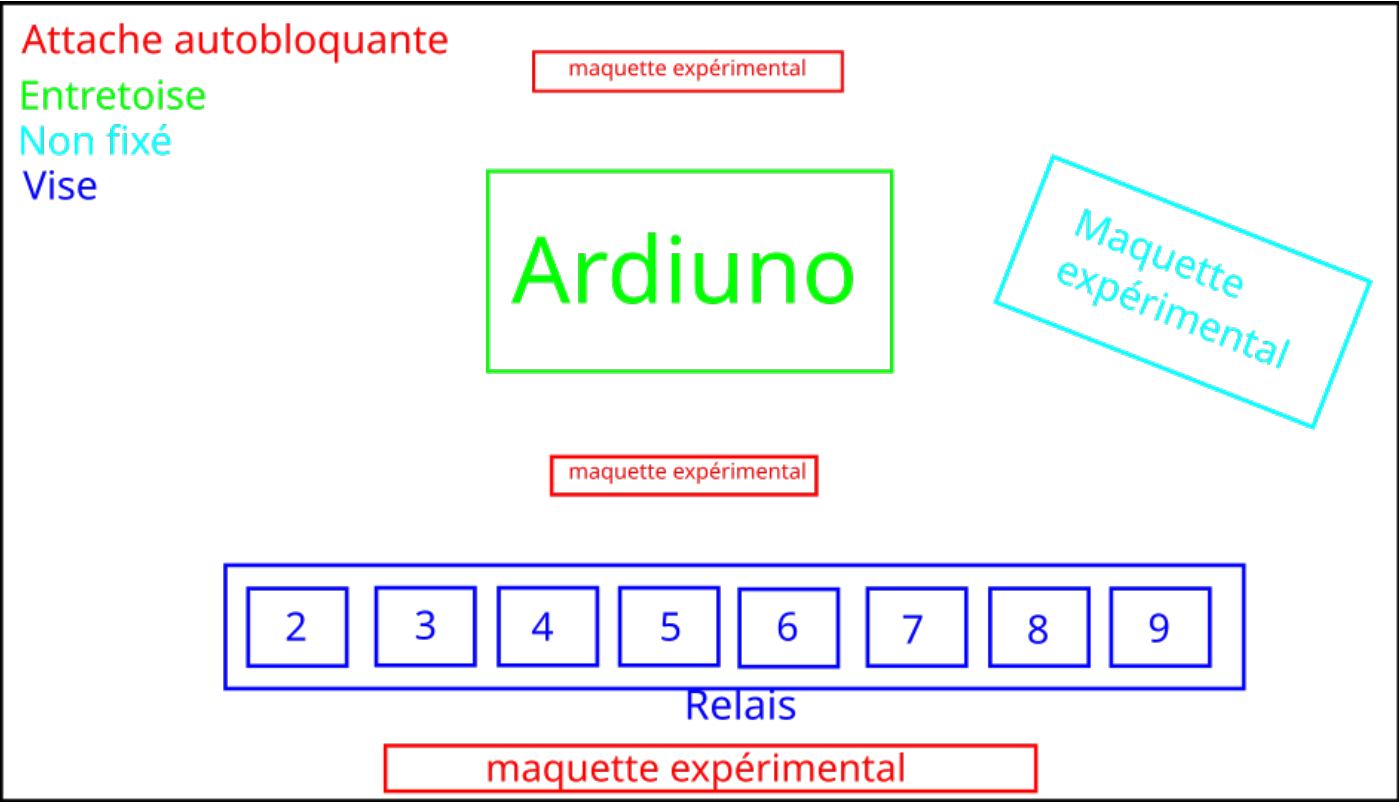 Attache autobloquante
Entretoise
Non fixé
Vise
maquette expérimental
Ardiuno
Maquette
expérimental
maquette expérimental
2 3 4 5 6 7 8 9
Relais
maquette expérimental